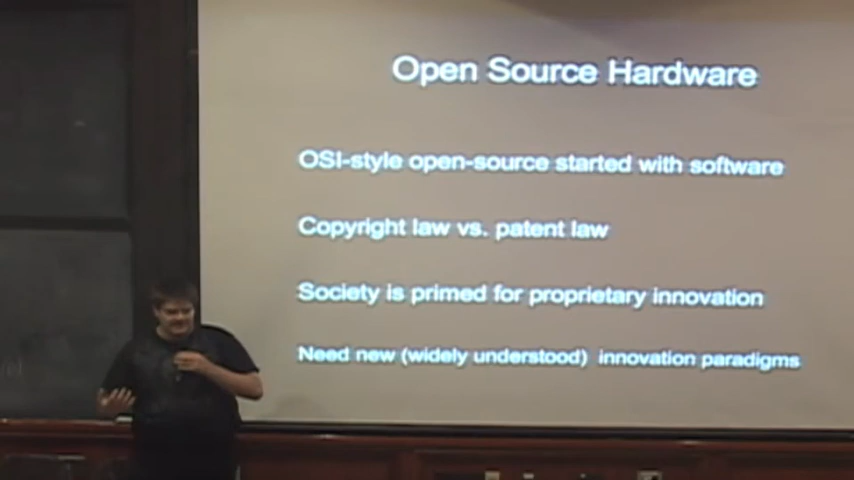 Open Source Hardware
OSI-style open-source started with software
Copyright law vs. patent law
Society is primed for proprietary innovation
Need new (widely understood) innovation paradigms